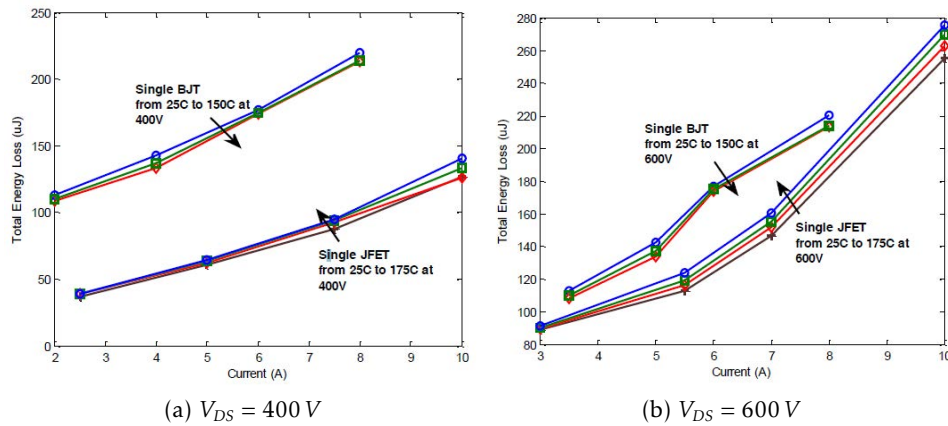 250
200
150
100
50
0
Total Energy Loss (uJ)
Single BJT
from 25C to 150C at
400V
Single JFET
from 25C to 175C at
400V
2 3 4 5 6 7 8 9 10
Current (A)
(a) V_DS = 400 V
280
260
240
220
200
180
160
140
120
100
80
Total Energy Loss (uJ)
Single BJT
from 25C to 150C at
600V
Single JFET
from 25C to 175C at
600V
3 4 5 6 7 8 9 10
Current (A)
(b) V_DS = 600 V